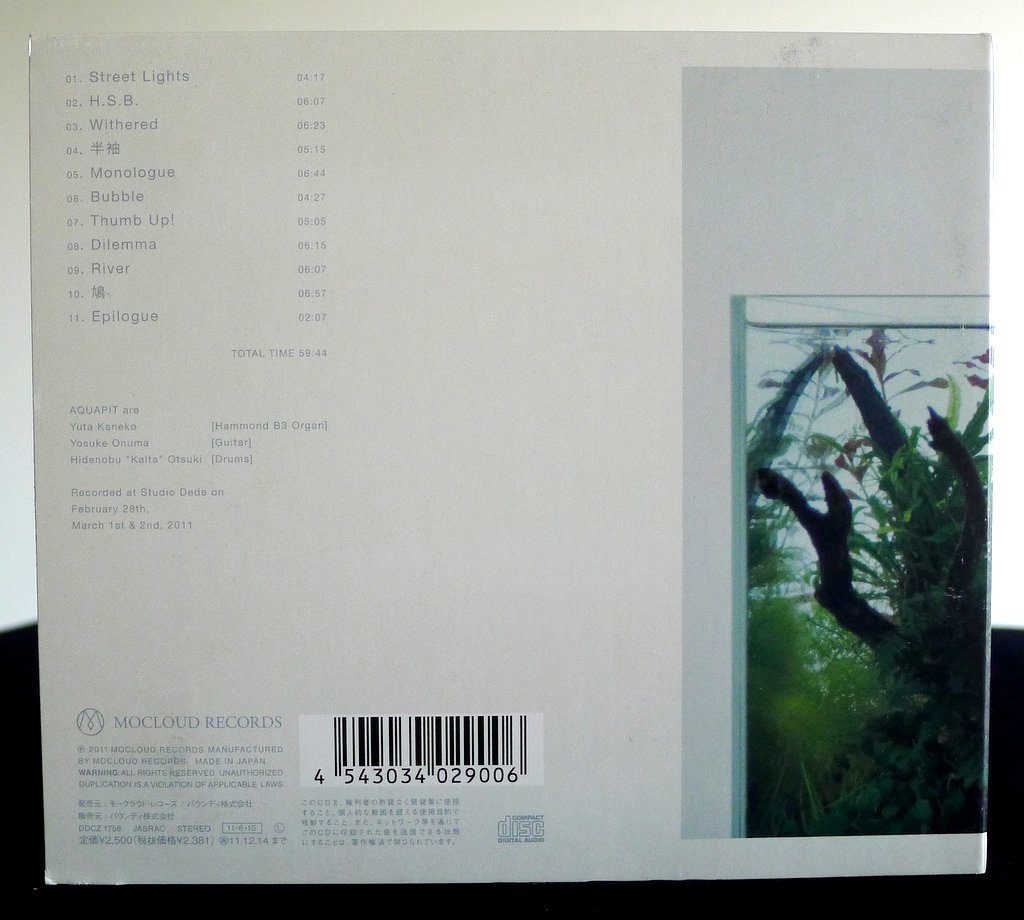 01. Street Lights 04:17
02. H.S.B. 06:07
03. Withered 06:23
04. 半袖 05:15
05. Monologue 06:44
06. Bubble 04:27
07. Thumb Up! 05:05
08. Dilemma 06:15
09. River 06:07
10. 鳩 06:57
11. Epilogue 02:07
TOTAL TIME 59:44
AQUAPIT are
Yuta Kaneko [Hammond B3 Organ]
Yosuke Onuma [Guitar]
Hidenobu "Kalta" Otsuki [Drums]
Recorded at Studio Dede on
February 28th,
March 1st & 2nd, 2011
MOCLOUD RECORDS
℗ 2011 MOCLOUD RECORDS MANUFACTURED
BY MOCLOUD RECORDS. MADE IN JAPAN.
WARNING: ALL RIGHTS RESERVED. UNAUTHORIZED
DUPLICATION IS A VIOLATION OF APPLICABLE LAWS
発売元：モークラウド・レコーズ / バウンディ株式会社
販売元：バウンディ株式会社
DDCZ 1758 JASRAC STEREO 11・6・15 Ⓛ
定価¥2,500(税抜価格¥2,381) 11.12.14 まで
4 543034 029006
このCDを、権利者の許諾なく賃貸業に使用
すること、個人的な範囲を超える使用目的で
複製すること、また、ネットワーク等を通じて
このCDに収録された音を送信できる状態
にすることは、著作権法で禁じられています。
COMPACT
disc
DIGITAL AUDIO